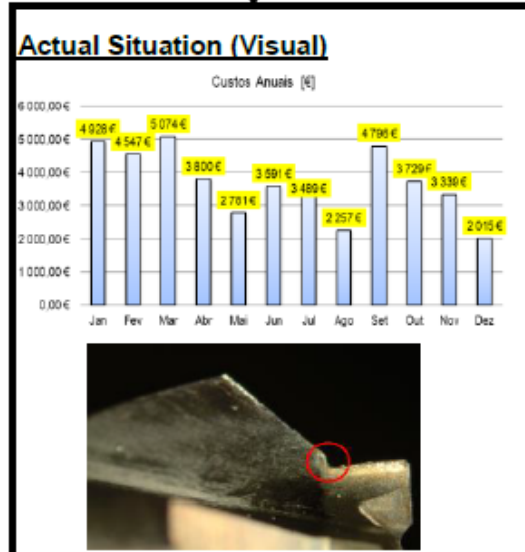 Actual Situation (Visual)
Custos Anuais [€]
6 000,00 €
5 000,00 €
4 000,00 €
3 000,00 €
2 000,00 €
1 000,00 €
0,00 €
4 928 €
4 547 €
5 074 €
3 800 €
2 781 €
3 591 €
3 489 €
2 257 €
4 796 €
3 729 €
3 339 €
2 015 €
Jan Fev Mar Abr Mai Jun Jul Ago Set Out Nov Dez